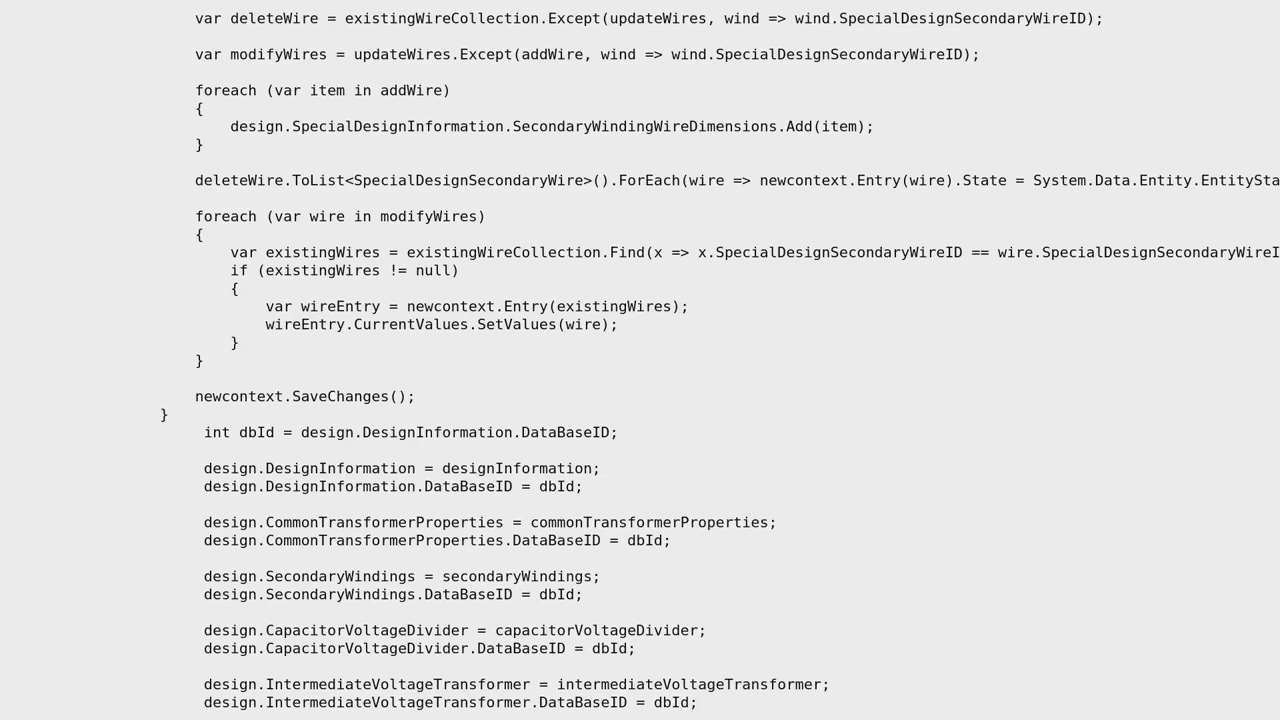 var deleteWire = existingWireCollection.Except(updateWires, wind => wind.SpecialDesignSecondaryWireID);
var modifyWires = updateWires.Except(addWire, wind => wind.SpecialDesignSecondaryWireID);
foreach (var item in addWire)
{
design.SpecialDesignInformation.SecondaryWindingWireDimensions.Add(item);
}
deleteWire.ToList<SpecialDesignSecondaryWire>().ForEach(wire => newcontext.Entry(wire).State = System.Data.Entity.EntitySta
foreach (var wire in modifyWires)
{
var existingWires = existingWireCollection.Find(x => x.SpecialDesignSecondaryWireID == wire.SpecialDesignSecondaryWireI
if (existingWires != null)
{
var wireEntry = newcontext.Entry(existingWires);
wireEntry.CurrentValues.SetValues(wire);
}
}
newcontext.SaveChanges();
}
int dbId = design.DesignInformation.DataBaseID;
design.DesignInformation = designInformation;
design.DesignInformation.DataBaseID = dbId;
design.CommonTransformerProperties = commonTransformerProperties;
design.CommonTransformerProperties.DataBaseID = dbId;
design.SecondaryWindings = secondaryWindings;
design.SecondaryWindings.DataBaseID = dbId;
design.CapacitorVoltageDivider = capacitorVoltageDivider;
design.CapacitorVoltageDivider.DataBaseID = dbId;
design.IntermediateVoltageTransformer = intermediateVoltageTransformer;
design.IntermediateVoltageTransformer.DataBaseID = dbId;